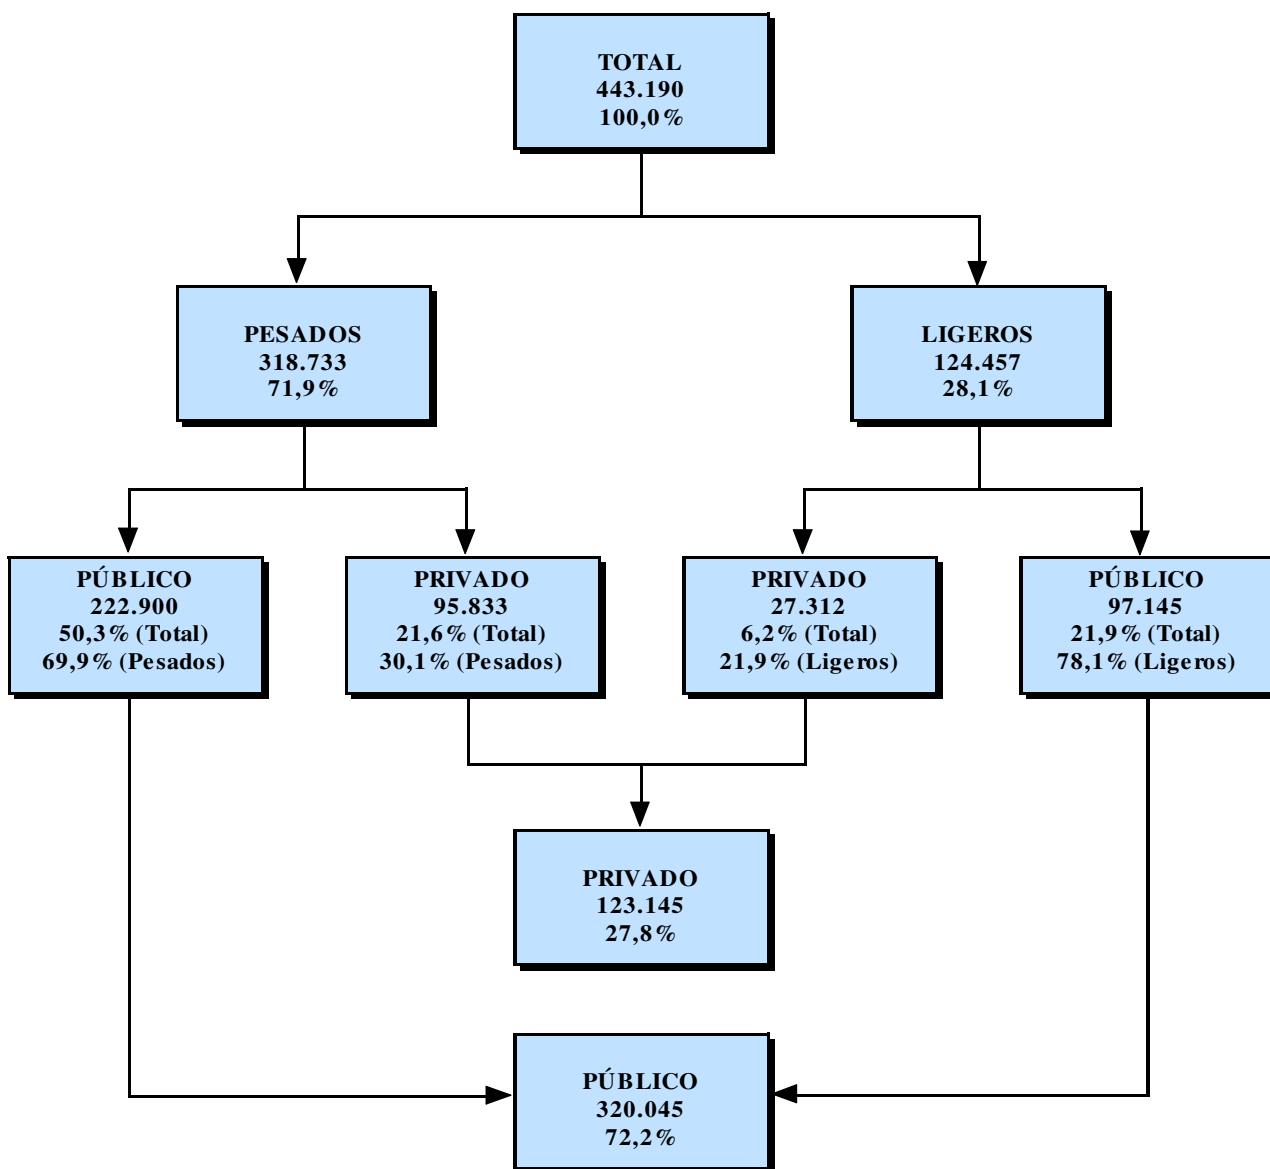 TOTAL
443.190
100,0%
PESADOS
318.733
71,9%
LIGEROS
124.457
28,1%
PÚBLICO
222.900
50,3% (Total)
69,9% (Pesados)
PRIVADO
95.833
21,6% (Total)
30,1% (Pesados)
PRIVADO
27.312
6,2% (Total)
21,9% (Ligeros)
PÚBLICO
97.145
21,9% (Total)
78,1% (Ligeros)
PRIVADO
123.145
27,8%
PÚBLICO
320.045
72,2%